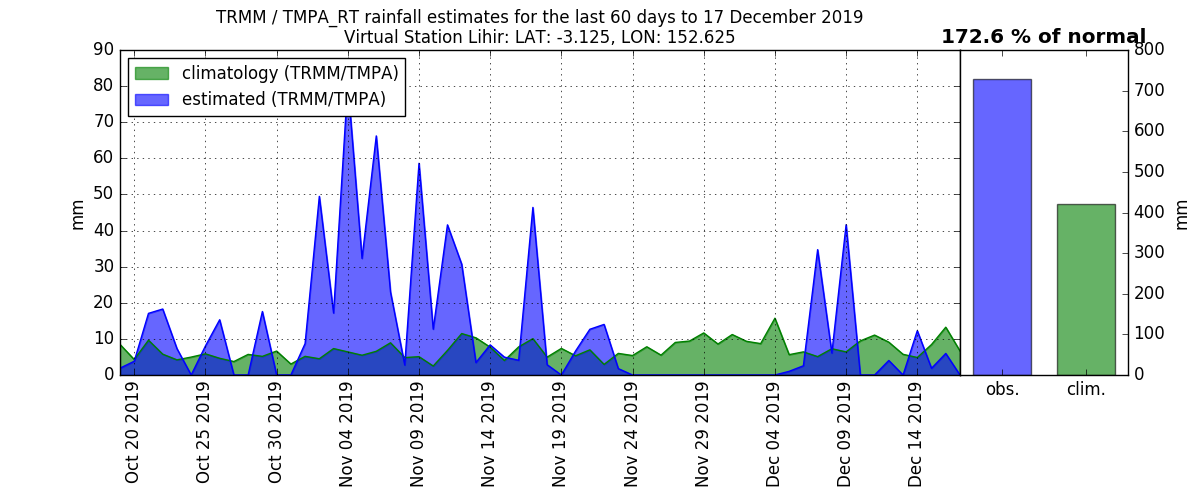 TRMM / TMPA_RT rainfall estimates for the last 60 days to 17 December 2019
Virtual Station Lihir: LAT: -3.125, LON: 152.625
172.6 % of normal
climatology (TRMM/TMPA)
estimated (TRMM/TMPA)
90
80
70
60
50
40
30
20
10
0
mm
Oct 20 2019
Oct 25 2019
Oct 30 2019
Nov 04 2019
Nov 09 2019
Nov 14 2019
Nov 19 2019
Nov 24 2019
Nov 29 2019
Dec 04 2019
Dec 09 2019
Dec 14 2019
obs.
clim.
800
700
600
500
400
300
200
100
0
mm